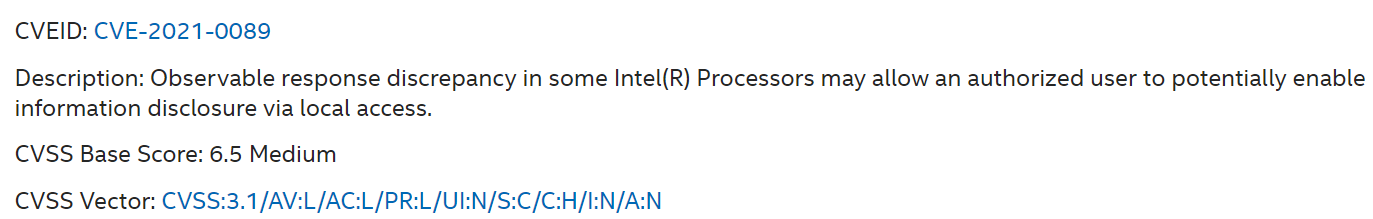 CVEID: CVE-2021-0089
Description: Observable response discrepancy in some Intel(R) Processors may allow an authorized user to potentially enable
information disclosure via local access.
CVSS Base Score: 6.5 Medium
CVSS Vector: CVSS:3.1/AV:L/AC:L/PR:L/UI:N/S:C/C:H/I:N/A:N